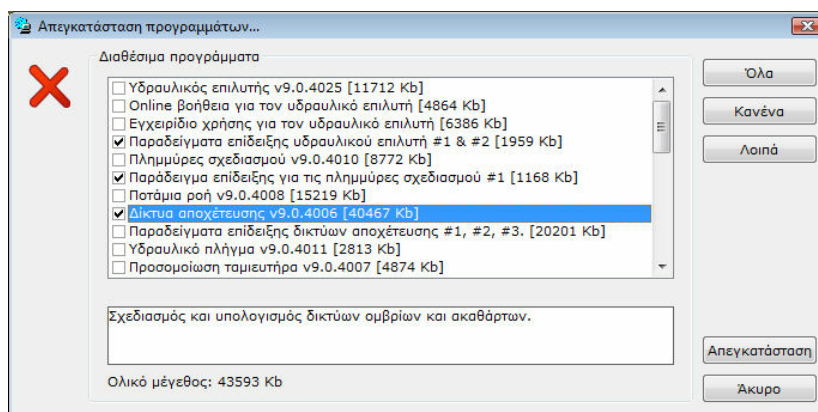 Απεγκατάσταση προγραμμάτων...
Διαθέσιμα προγράμματα
Υδραυλικός επιλυτής v9.0.4025 [11712 Kb]
Online βοήθεια για τον υδραυλικό επιλυτή [4864 Kb]
Εγχειρίδιο χρήσης για τον υδραυλικό επιλυτή [6386 Kb]
Παραδείγματα επίδειξης υδραυλικού επιλυτή #1 & #2 [1959 Kb]
Πλημμύρες σχεδιασμού v9.0.4010 [8772 Kb]
Παράδειγμα επίδειξης για τις πλημμύρες σχεδιασμού #1 [1168 Kb]
Ποτάμια ροή v9.0.4008 [15219 Kb]
Δίκτυα αποχέτευσης v9.0.4006 [40467 Kb]
Παραδείγματα επίδειξης δικτύων αποχέτευσης #1, #2, #3. [20201 Kb]
Υδραυλικό πλήγμα v9.0.4011 [2813 Kb]
Προσομοίωση ταμιευτήρα v9.0.4007 [4874 Kb]
Σχεδιασμός και υπολογισμός δικτύων ομβρίων και ακαθάρτων.
Ολικό μέγεθος: 43593 Kb
Όλα
Κανένα
Λοιπά
Απεγκατάσταση
Άκυρο